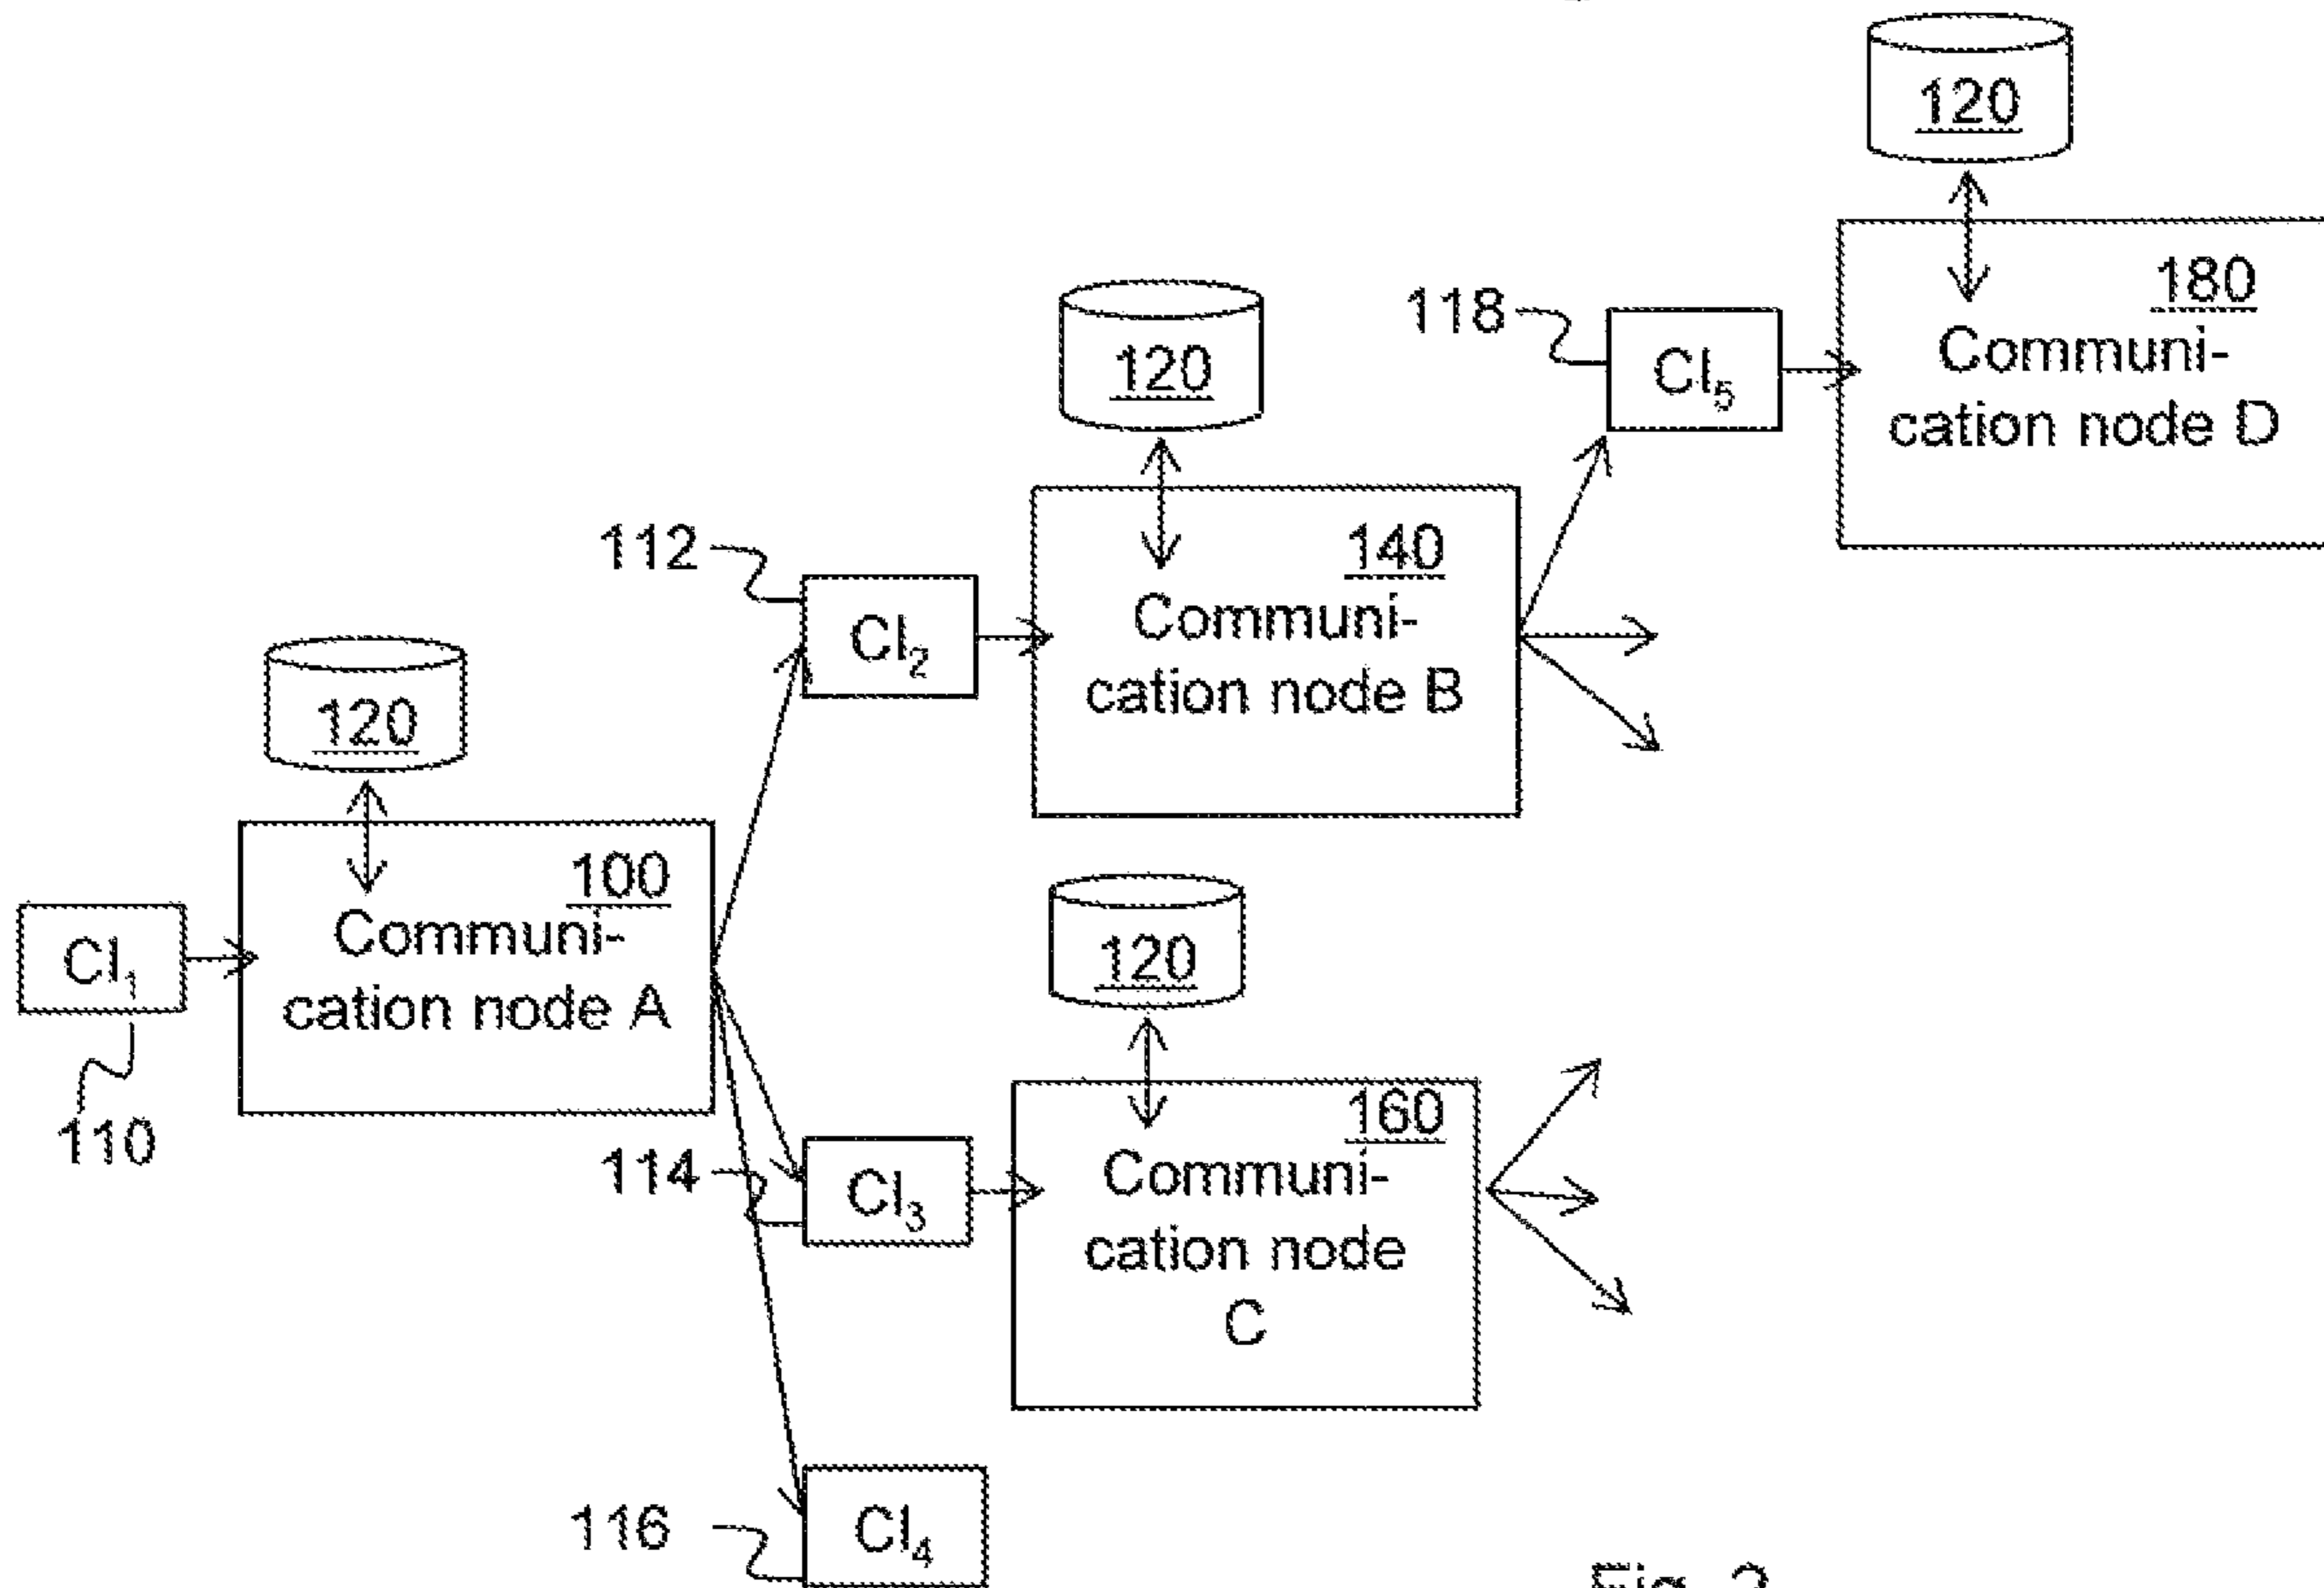 120
180
Communi-
cation node D
118
CI5
120
140
Communi-
cation node B
112
CI2
120
100
Communi-
cation node A
CI1
110
120
160
Communi-
cation node
C
114
CI3
116
CI4